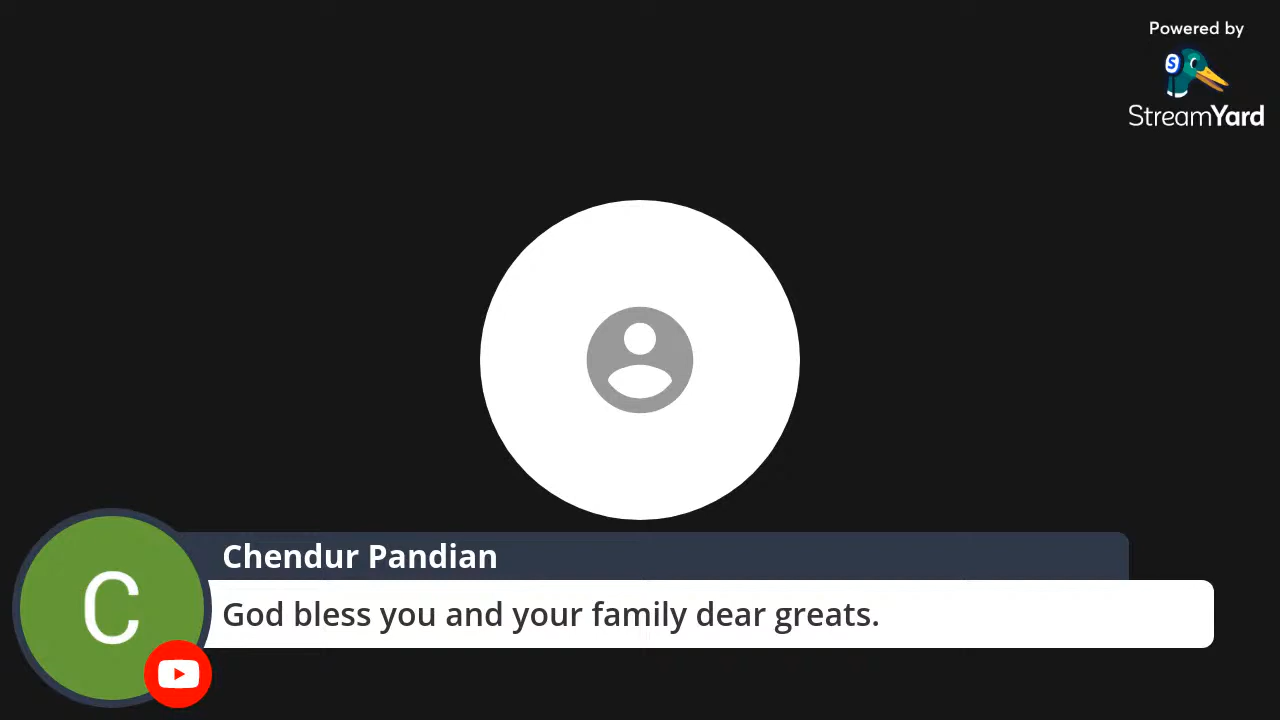 Powered by
S
StreamYard
Chendur Pandian
God bless you and your family dear greats.
C